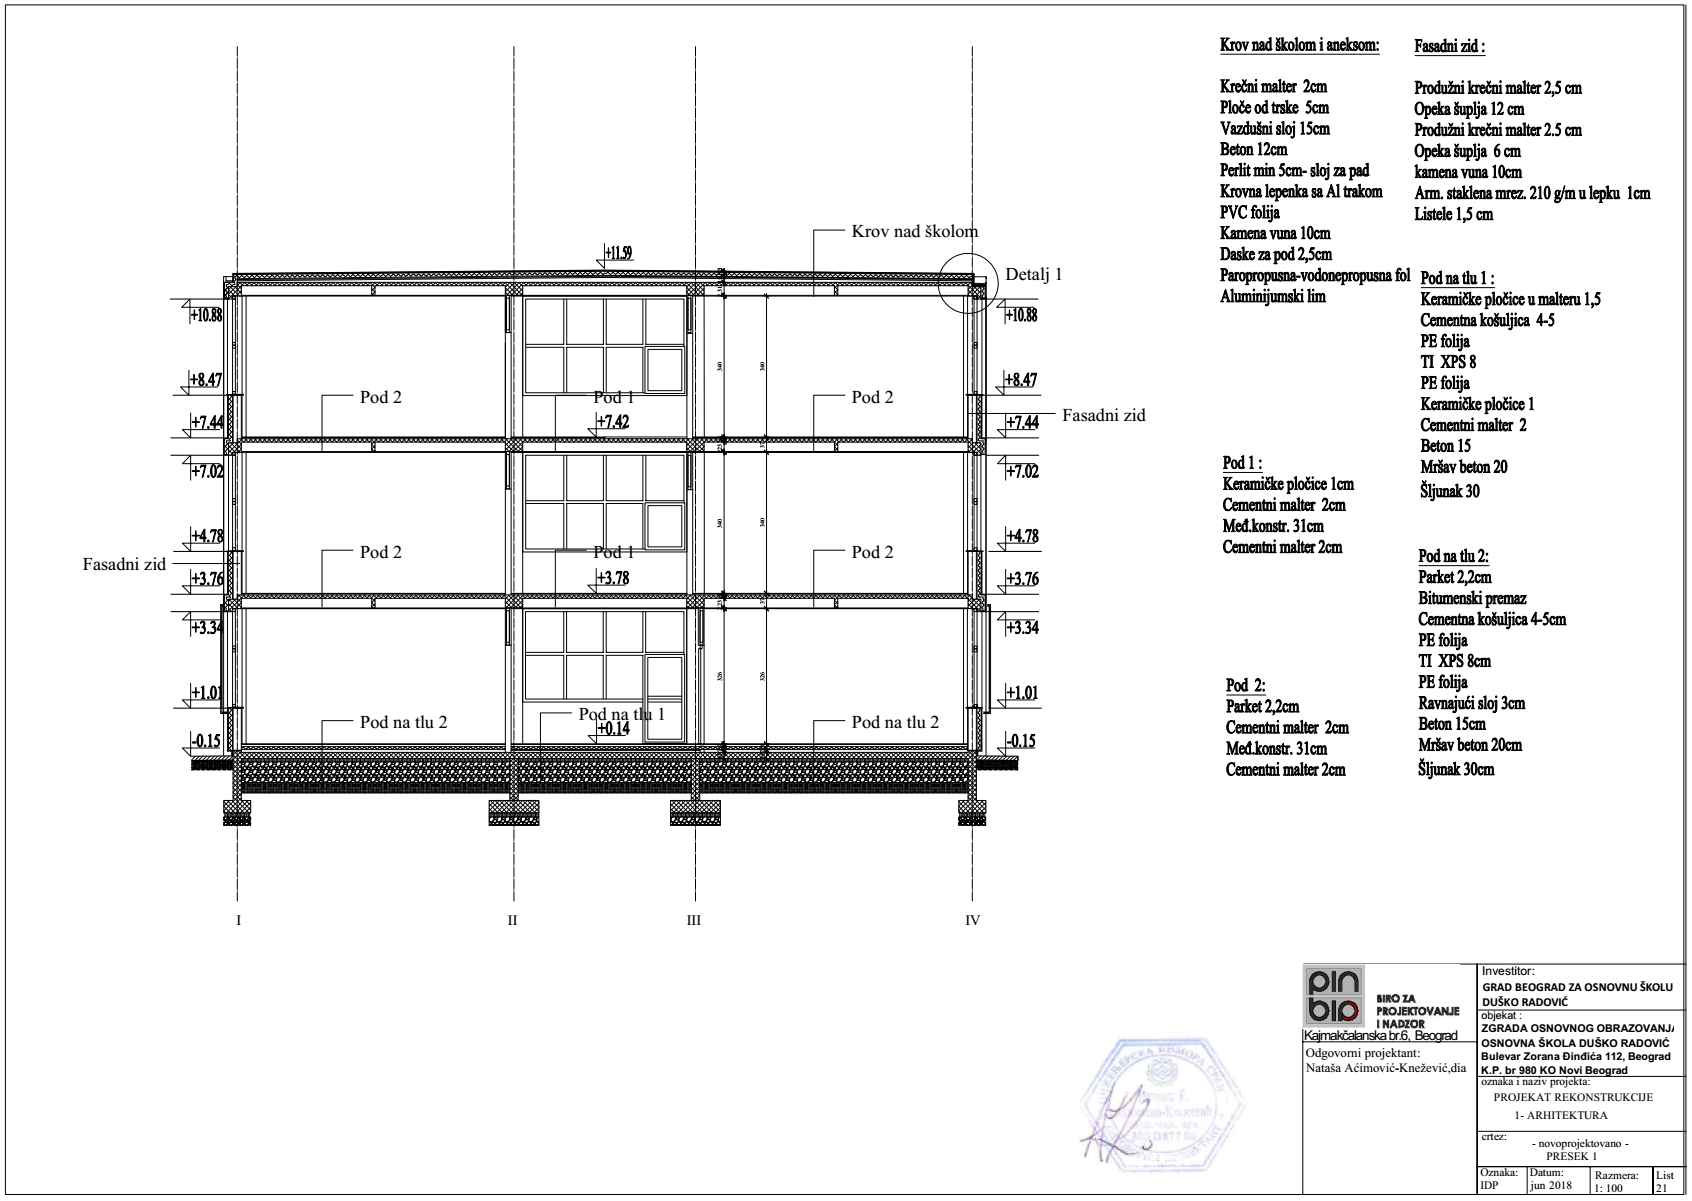 Krov nad školom i aneksom:
Krečni malter 2cm
Ploče od trske 5cm
Vazdušni sloj 15cm
Beton 12cm
Perlit min 5cm- sloj za pad
Krovna lepenka sa Al trakom
PVC folija
Kamena vuna 10cm
Daske za pod 2,5cm
Paropropusna-vodonepropusna fol
Aluminijumski lim
Fasadni zid :
Produžni krečni malter 2,5 cm
Opeka šuplja 12 cm
Produžni krečni malter 2.5 cm
Opeka šuplja 6 cm
kamena vuna 10cm
Arm. staklena mrez. 210 g/m u lepku 1cm
Listele 1,5 cm
Pod na tlu 1 :
Keramičke pločice u malteru 1,5
Cementna košuljica 4-5
PE folija
TI XPS 8
PE folija
Keramičke pločice 1
Cementni malter 2
Beton 15
Mršav beton 20
Šljunak 30
Pod 1 :
Keramičke pločice 1cm
Cementni malter 2cm
Međ.konstr. 31cm
Cementni malter 2cm
Pod na tlu 2:
Parket 2,2cm
Bitumenski premaz
Cementna košuljica 4-5cm
PE folija
TI XPS 8cm
PE folija
Ravnajući sloj 3cm
Beton 15cm
Mršav beton 20cm
Šljunak 30cm
Pod 2:
Parket 2,2cm
Cementni malter 2cm
Međ.konstr. 31cm
Cementni malter 2cm
Krov nad školom
+11.59
Detalj 1
+10.88
+10.88
+8.47
+8.47
340
340
Pod 2
Pod 1
Pod 2
+7.44
+7.42
+7.44
Fasadni zid
+7.02
+7.02
340
340
+4.78
+4.78
Pod 2
Pod 1
Pod 2
Fasadni zid
+3.76
+3.78
+3.76
+3.34
+3.34
326
326
+1.01
+1.01
Pod na tlu 2
Pod na tlu 1
Pod na tlu 2
+0.14
-0.15
-0.15
I
II
III
IV
pin
bip
BIRO ZA
PROJEKTOVANJE
I NADZOR
Kajmakčalanska br.6, Beograd
Odgovorni projektant:
Nataša Aćimović-Knežević,dia
Investitor:
GRAD BEOGRAD ZA OSNOVNU ŠKOLU
DUŠKO RADOVIĆ
objekat :
ZGRADA OSNOVNOG OBRAZOVANJA
OSNOVNA ŠKOLA DUŠKO RADOVIĆ
Bulevar Zorana Đinđića 112, Beograd
K.P. br 980 KO Novi Beograd
oznaka i naziv projekta:
PROJEKAT REKONSTRUKCIJE
1- ARHITEKTURA
crtez:
- novoprojektovano -
PRESEK 1
Oznaka:
IDP
Datum:
jun 2018
Razmera:
1: 100
List
21